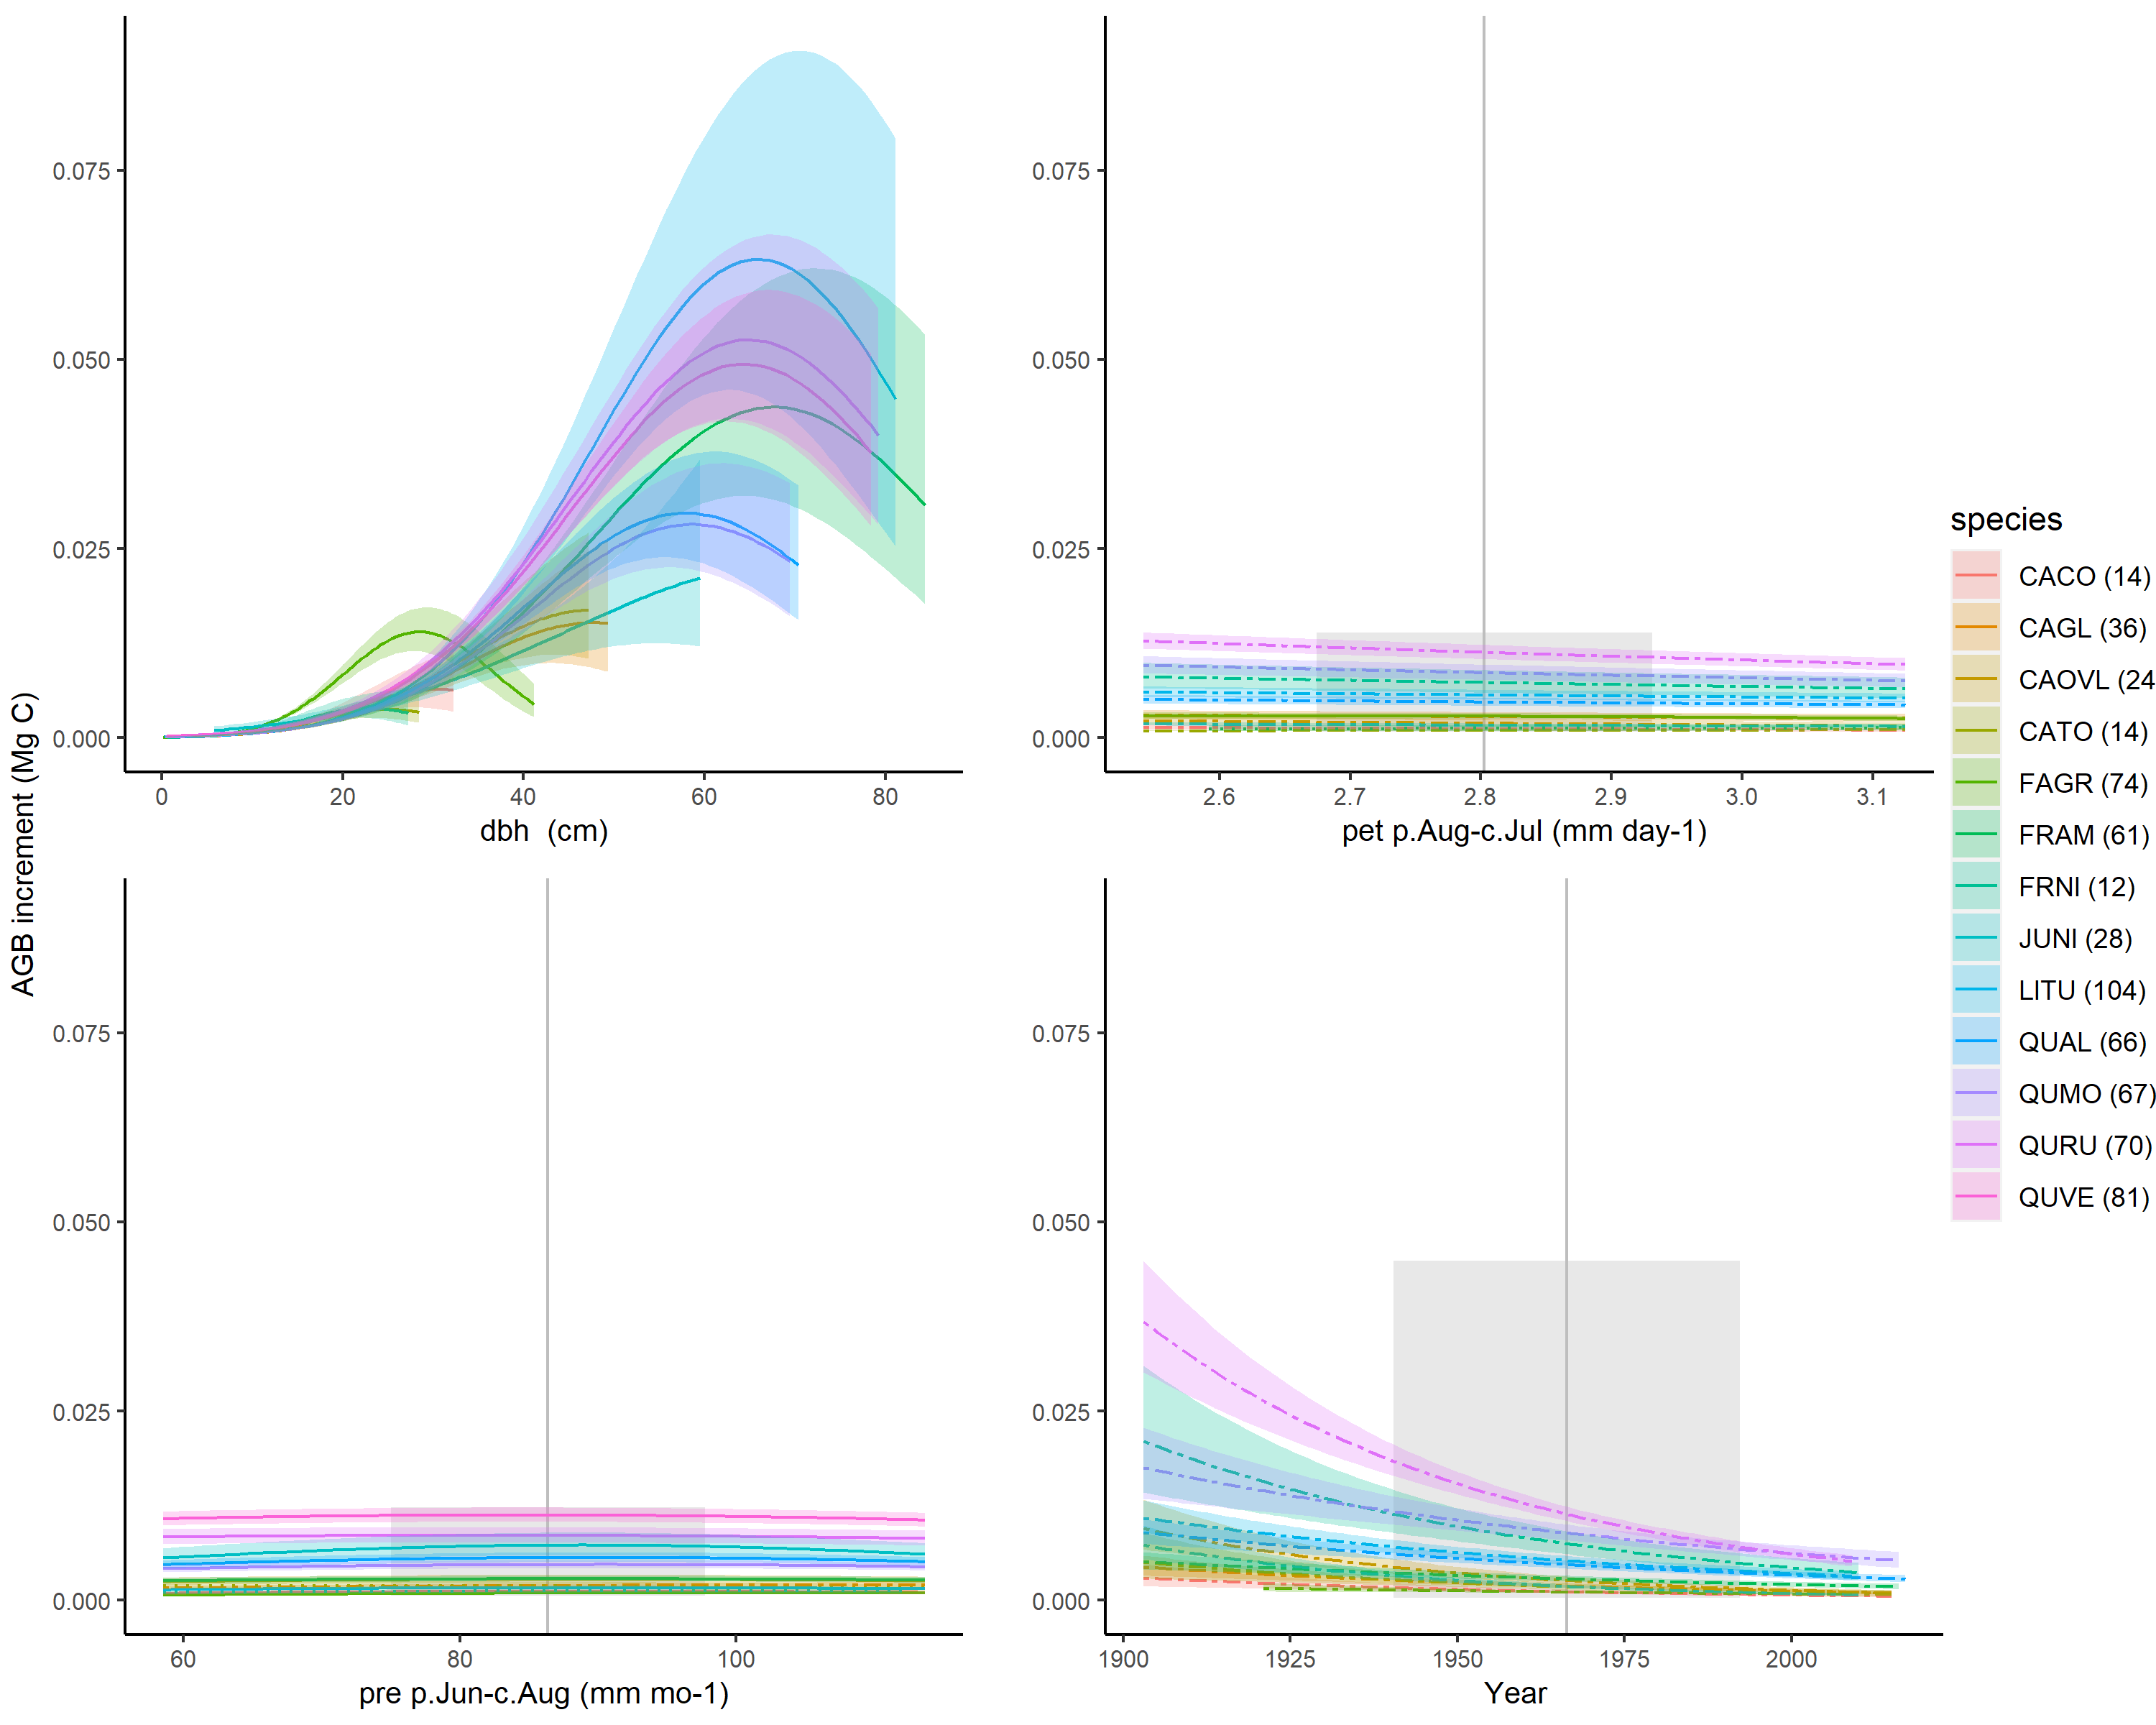 AGB increment (Mg C)
0.075
0.050
0.025
0.000
0 20 40 60 80
dbh  (cm)
0.075
0.050
0.025
0.000
2.6 2.7 2.8 2.9 3.0 3.1
pet p.Aug-c.Jul (mm day-1)
0.075
0.050
0.025
0.000
60 80 100
pre p.Jun-c.Aug (mm mo-1)
0.075
0.050
0.025
0.000
1900 1925 1950 1975 2000
Year
species
CACO (14)
CAGL (36)
CAOVL (24
CATO (14)
FAGR (74)
FRAM (61)
FRNI (12)
JUNI (28)
LITU (104)
QUAL (66)
QUMO (67)
QURU (70)
QUVE (81)